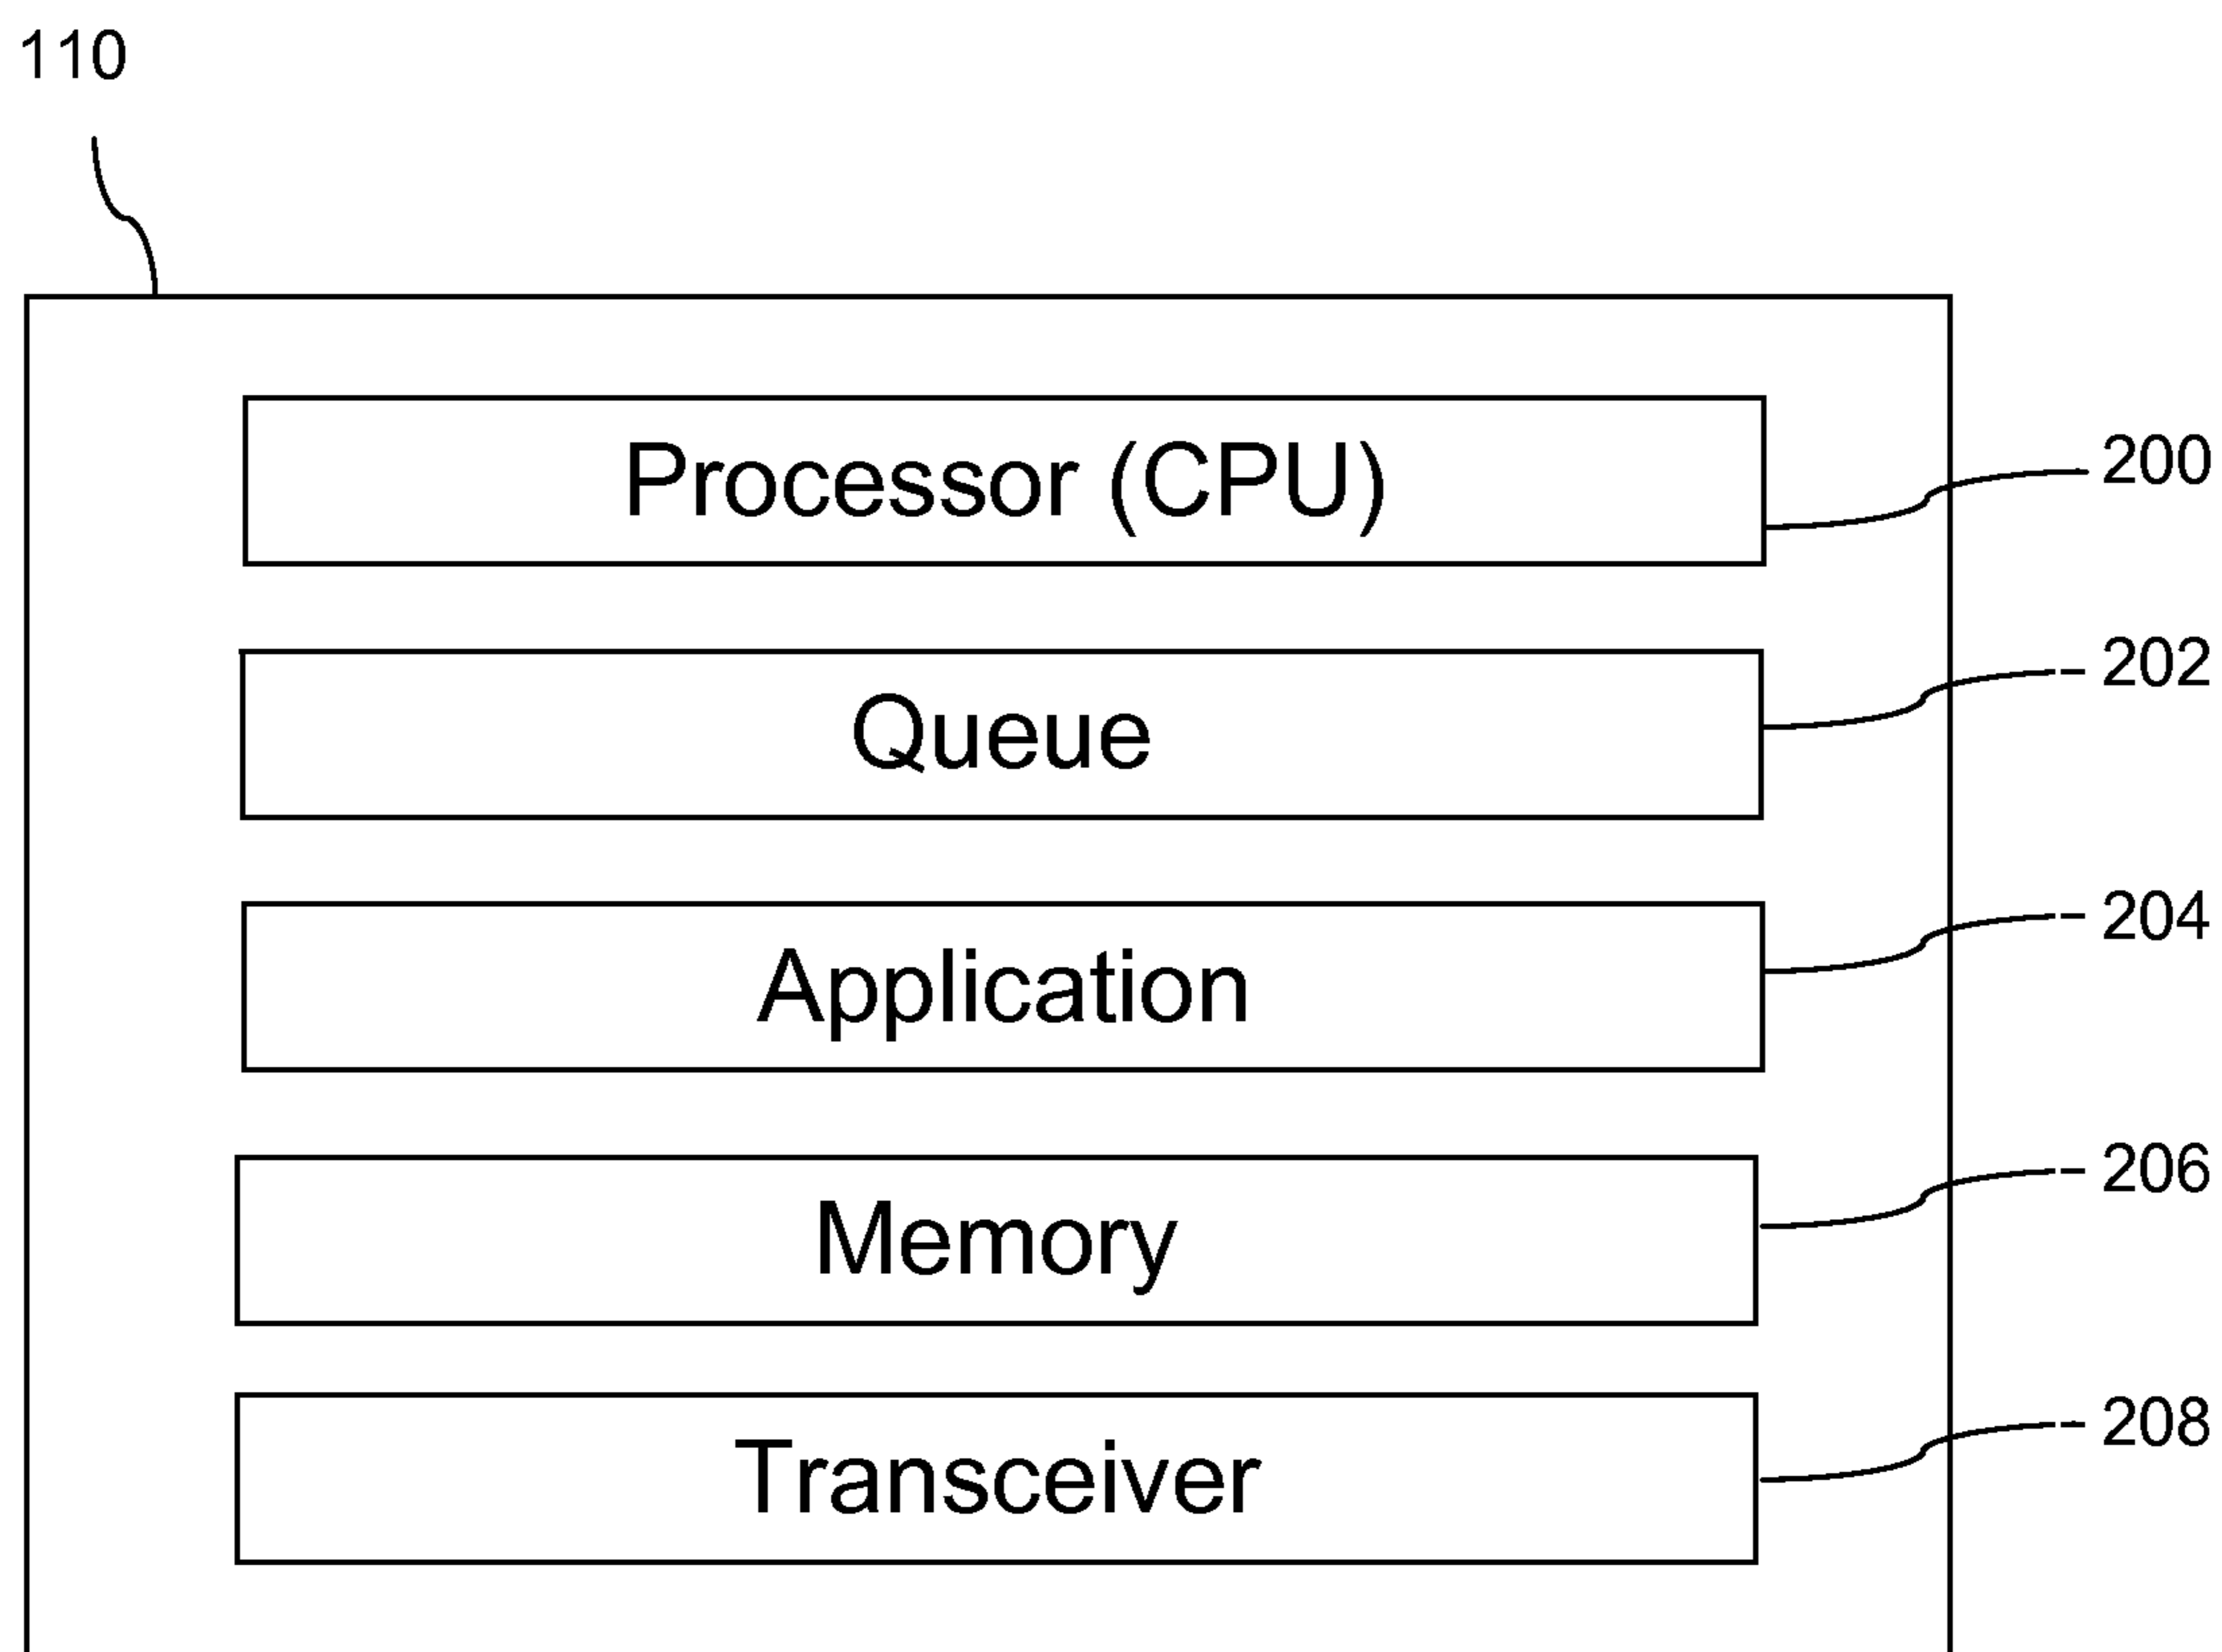 110
Processor (CPU)
200
Queue
202
Application
204
Memory
206
Transceiver
208